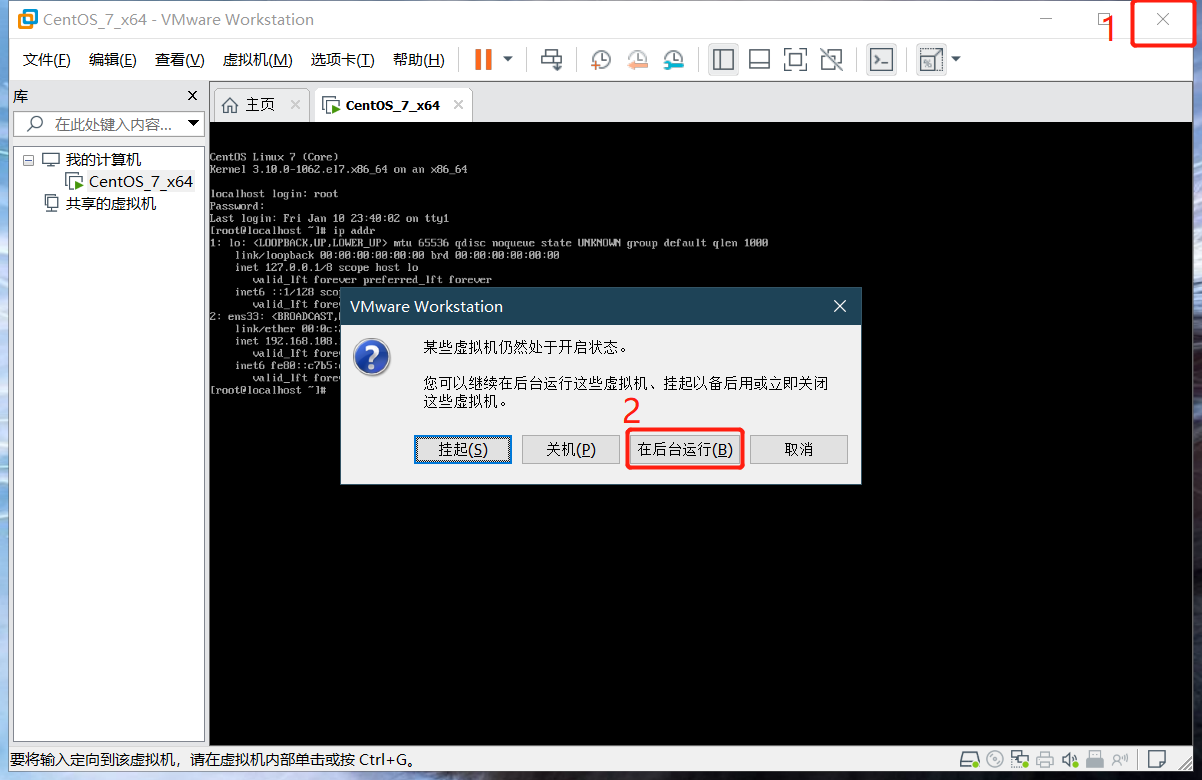 CentOS_7_x64 - VMware Workstation
1
文件(F) 编辑(E) 查看(V) 虚拟机(M) 选项卡(T) 帮助(H)
库
在此处键入内容...
我的计算机
CentOS_7_x64
共享的虚拟机
主页
CentOS_7_x64
CentOS Linux 7 (Core)
Kernel 3.10.0-1062.el7.x86_64 on an x86_64
localhost login: root
Password:
Last login: Fri Jan 10 23:40:02 on tty1
[root@localhost ~]# ip addr
1: lo: <LOOPBACK,UP,LOWER_UP> mtu 65536 qdisc noqueue state UNKNOWN group default qlen 1000
link/loopback 00:00:00:00:00:00 brd 00:00:00:00:00:00
inet 127.0.0.1/8 scope host lo
valid_lft forever preferred_lft forever
inet6 ::1/128 sco
valid_lft fore
2: ens33: <BROADCAST,
link/ether 00:0c:
inet 192.168.108.
valid_lft fore
inet6 fe80::c7b5:
valid_lft fore
[root@localhost ~]#
VMware Workstation
某些虚拟机仍然处于开启状态。
您可以继续在后台运行这些虚拟机、挂起以备后用或立即关闭
这些虚拟机。
2
挂起(S) 关机(P) 在后台运行(B) 取消
要将输入定向到该虚拟机，请在虚拟机内部单击或按 Ctrl+G。